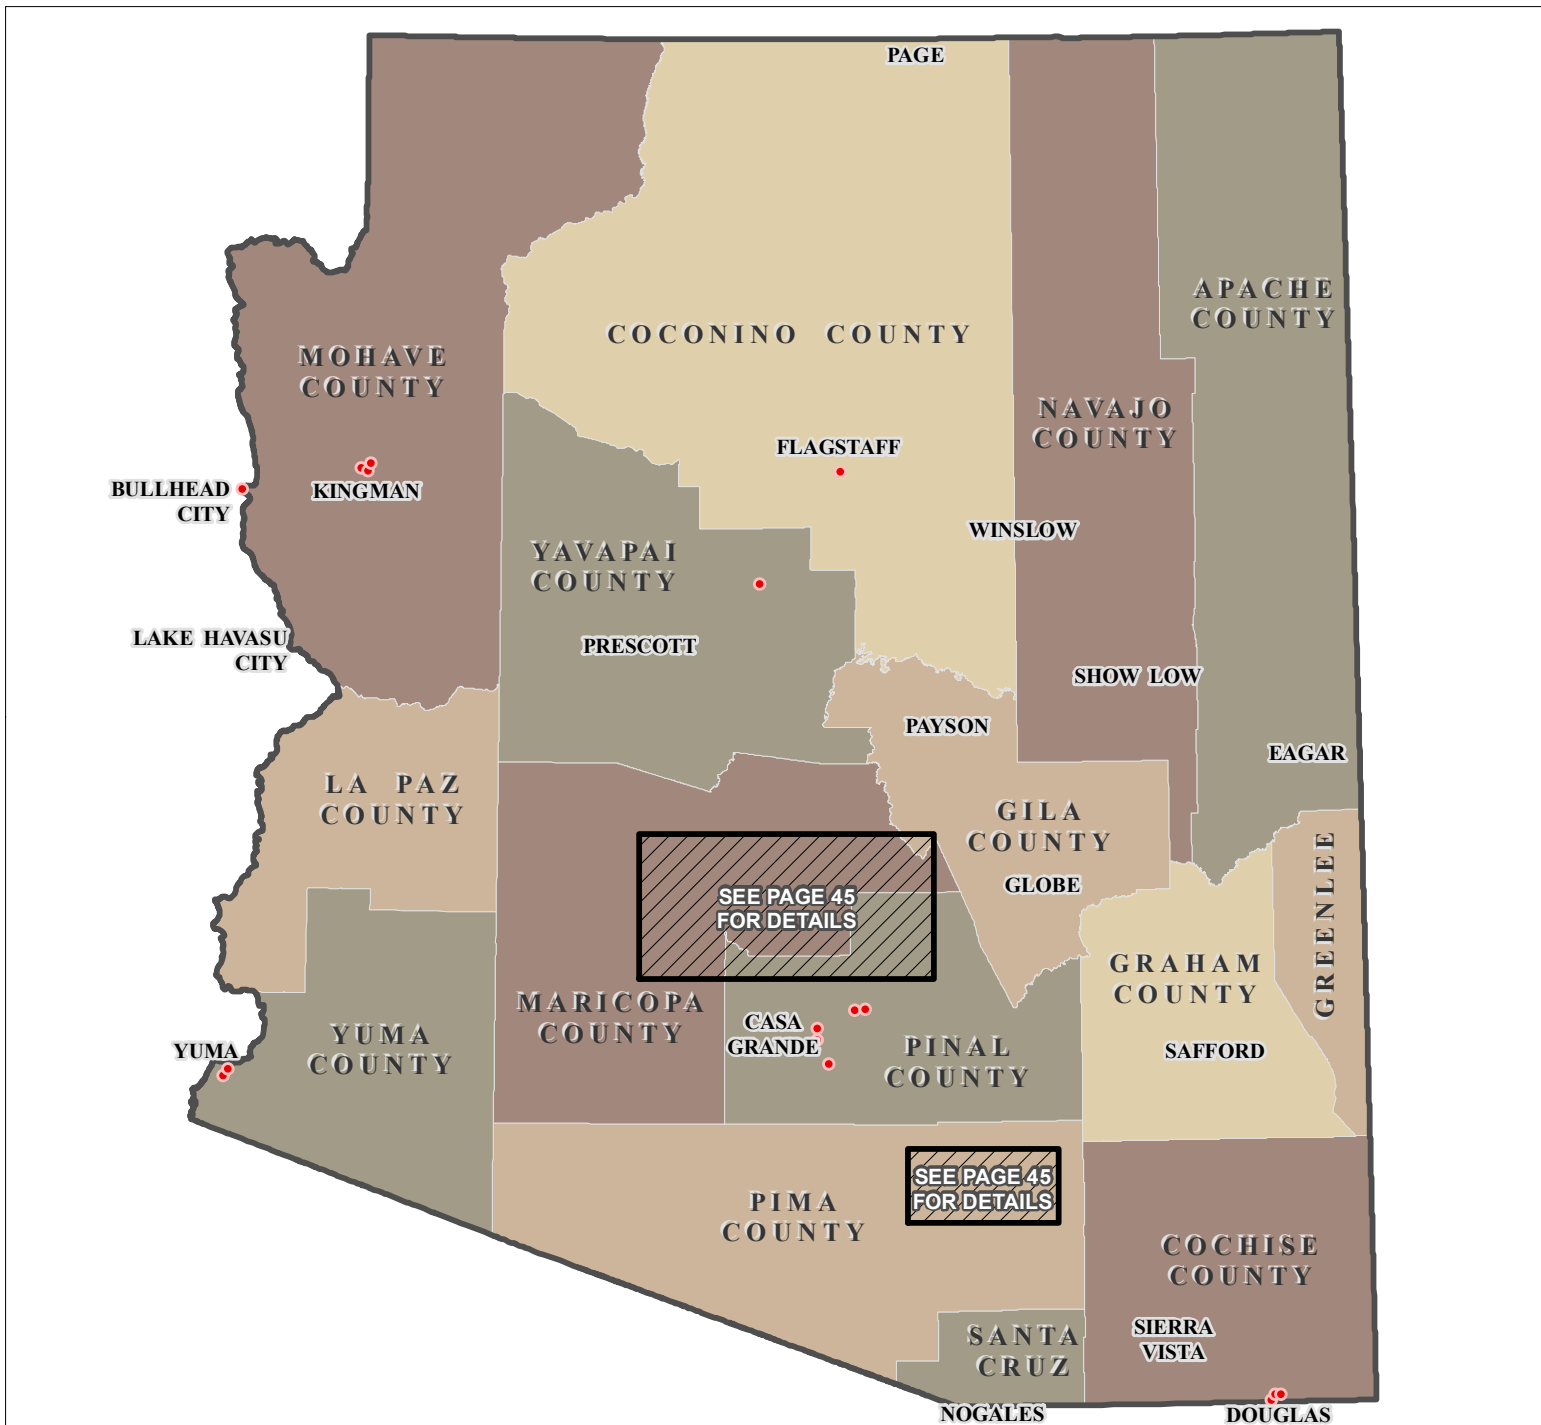 PAGE
APACHE
COUNTY
COCONINO COUNTY
MOHAVE
COUNTY
NAVAJO
COUNTY
FLAGSTAFF
BULLHEAD
CITY
KINGMAN
WINSLOW
YAVAPAI
COUNTY
PRESCOTT
LAKE HAVASU
CITY
SHOW LOW
PAYSON
EAGAR
LA PAZ
COUNTY
GILA
COUNTY
GLOBE
SEE PAGE 45
FOR DETAILS
GREENLEE
GRAHAM
COUNTY
MARICOPA
COUNTY
CASA
GRANDE
YUMA
YUMA
COUNTY
PINAL
COUNTY
SAFFORD
SEE PAGE 45
FOR DETAILS
PIMA
COUNTY
COCHISE
COUNTY
SIERRA
VISTA
SANTA
CRUZ
NOGALES
DOUGLAS